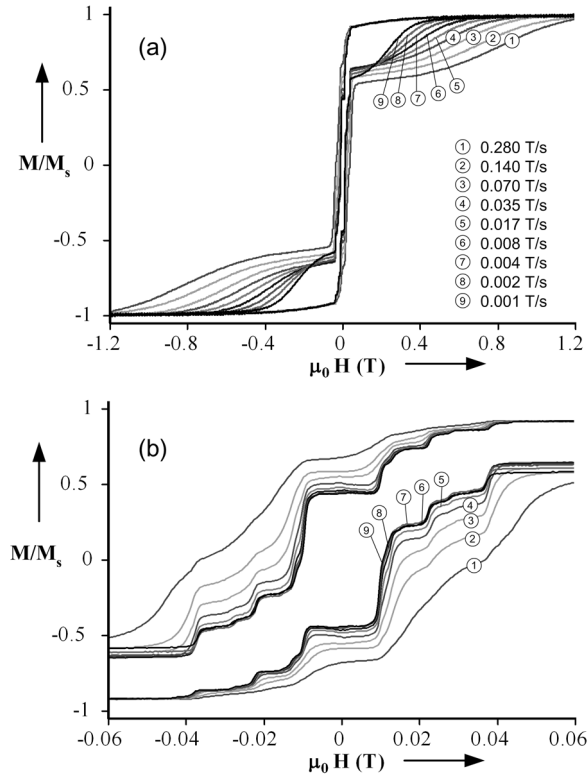 (a)
1
0.5
M/Mₛ
0
-0.5
-1
④ ③ ② ①
⑨ ⑧ ⑦ ⑥ ⑤
① 0.280 T/s
② 0.140 T/s
③ 0.070 T/s
④ 0.035 T/s
⑤ 0.017 T/s
⑥ 0.008 T/s
⑦ 0.004 T/s
⑧ 0.002 T/s
⑨ 0.001 T/s
-1.2 -0.8 -0.4 0 0.4 0.8 1.2
μ₀ H (T)
(b)
1
0.5
M/Mₛ
0
-0.5
-1
⑨ ⑧ ⑦ ⑥ ⑤
④
③
②
①
-0.06 -0.04 -0.02 0 0.02 0.04 0.06
μ₀ H (T)